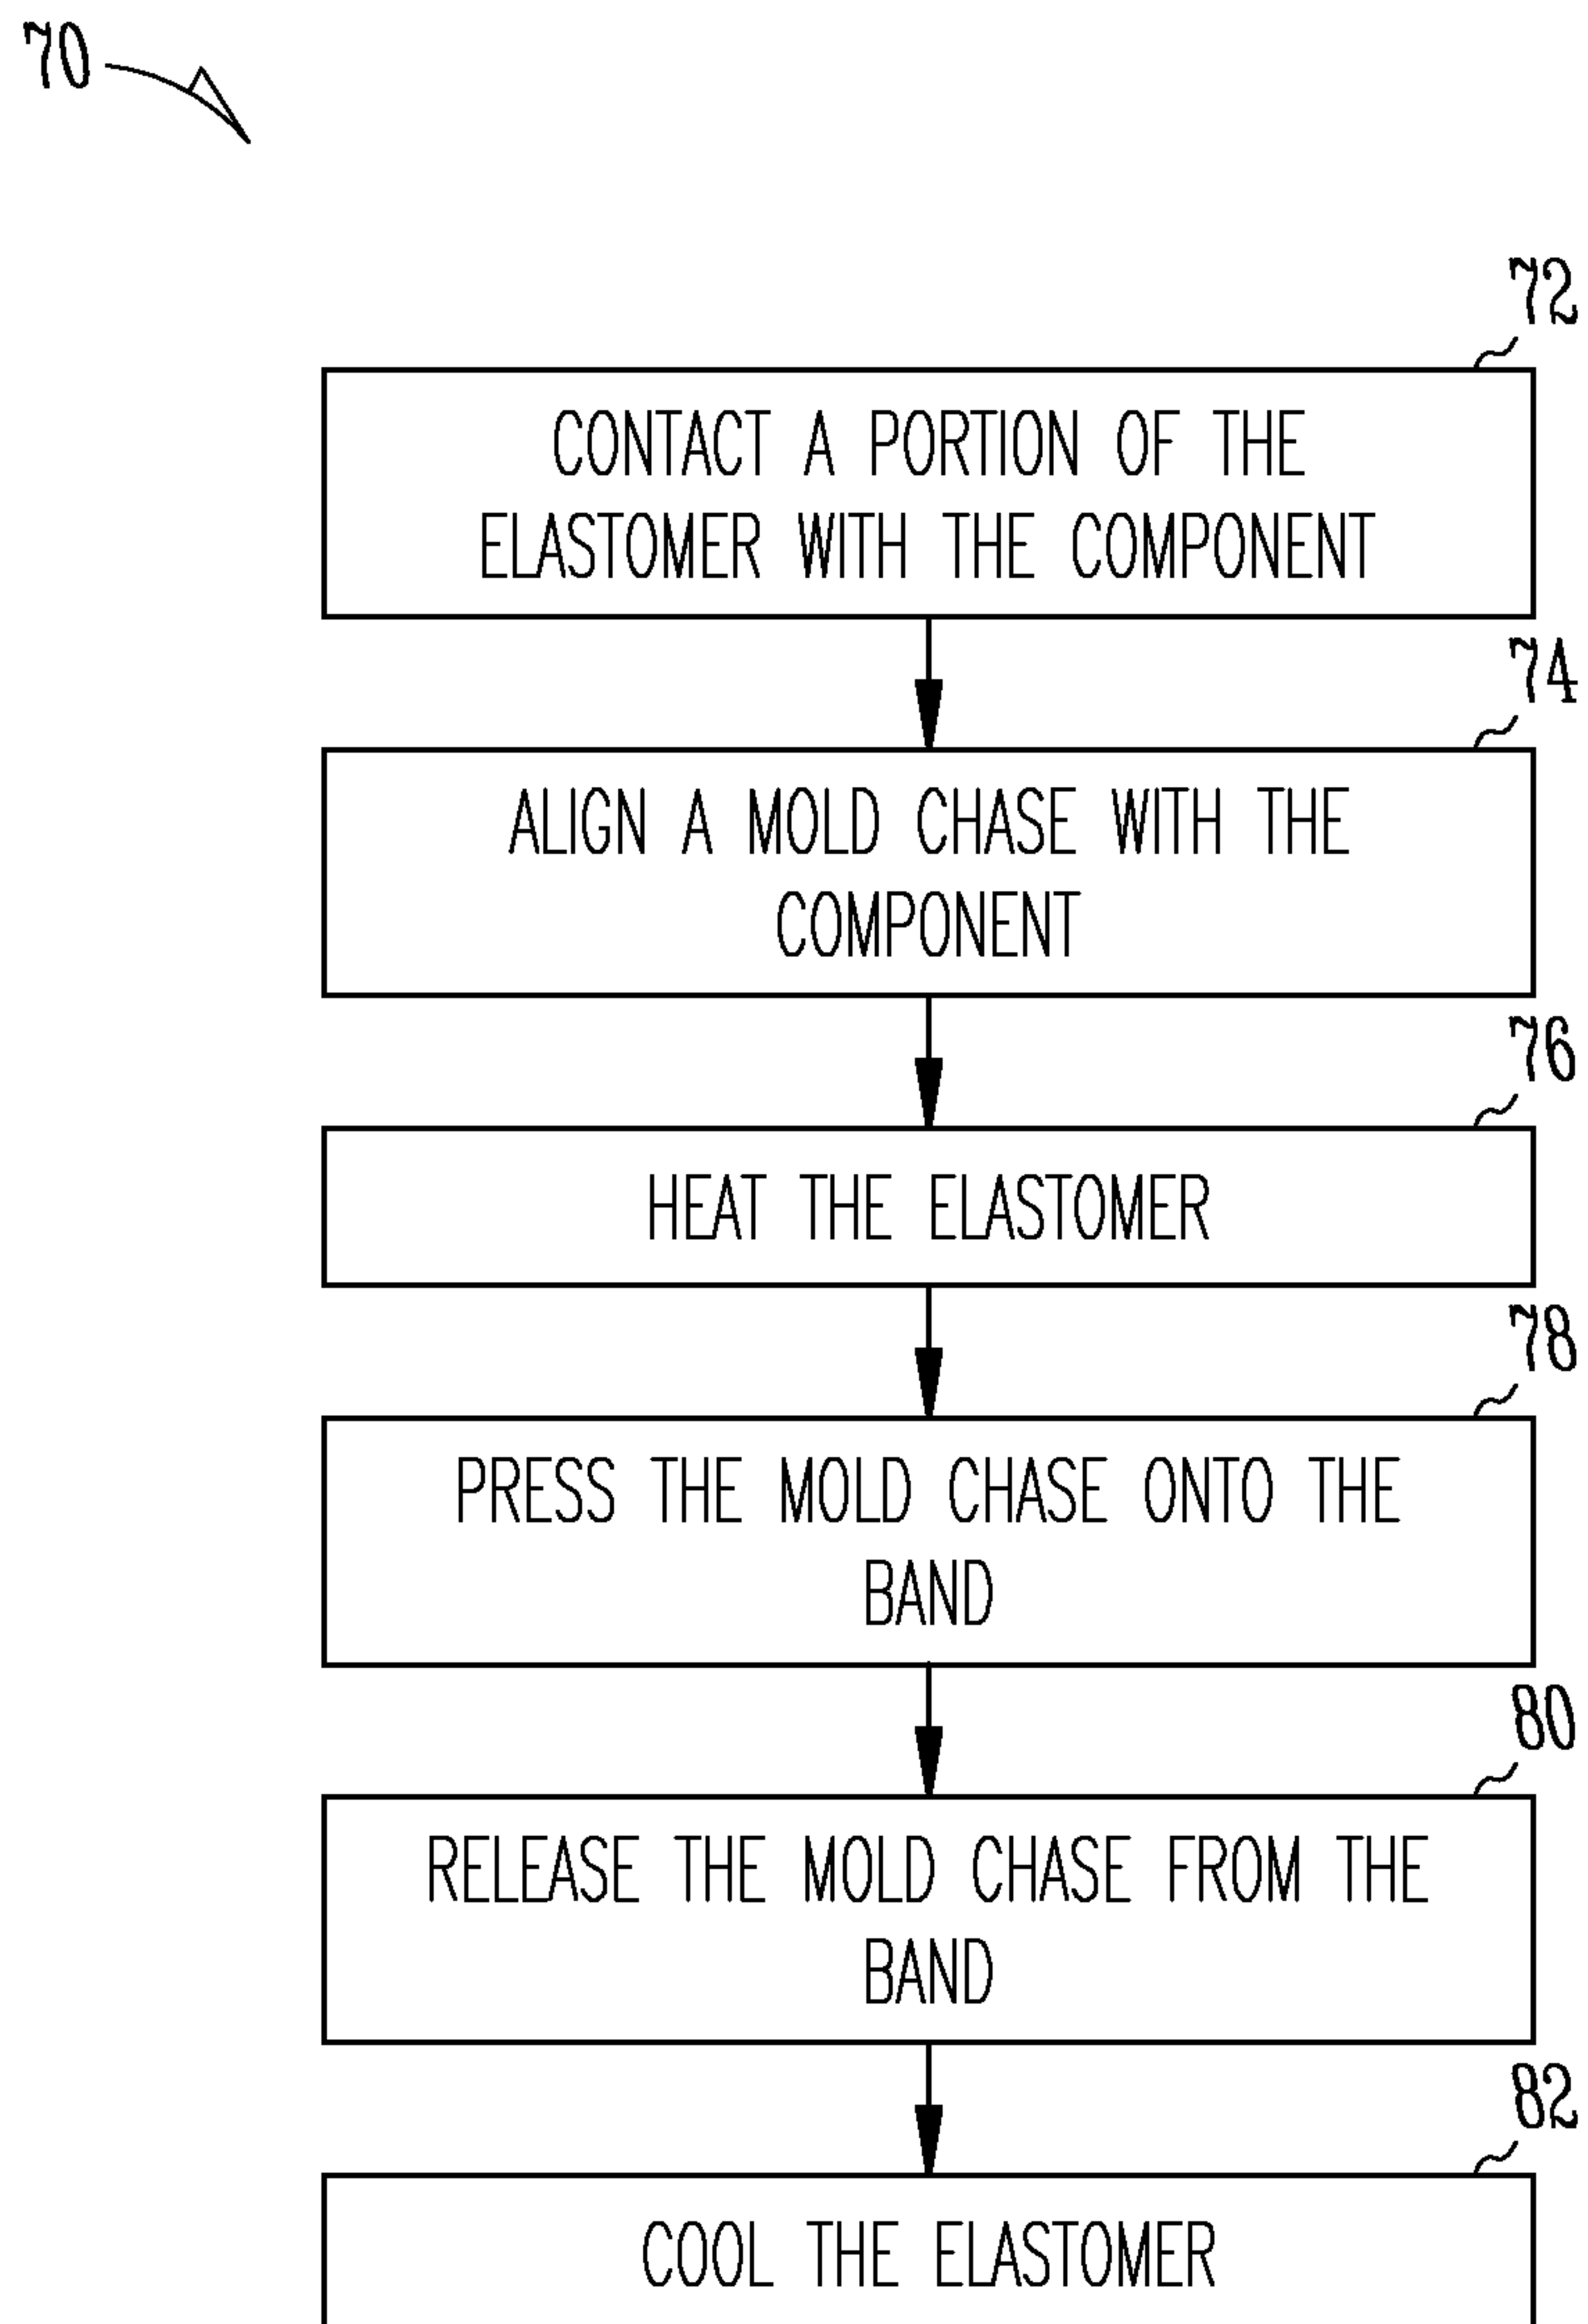 70
72
CONTACT A PORTION OF THE
ELASTOMER WITH THE COMPONENT
74
ALIGN A MOLD CHASE WITH THE
COMPONENT
76
HEAT THE ELASTOMER
78
PRESS THE MOLD CHASE ONTO THE
BAND
80
RELEASE THE MOLD CHASE FROM THE
BAND
82
COOL THE ELASTOMER